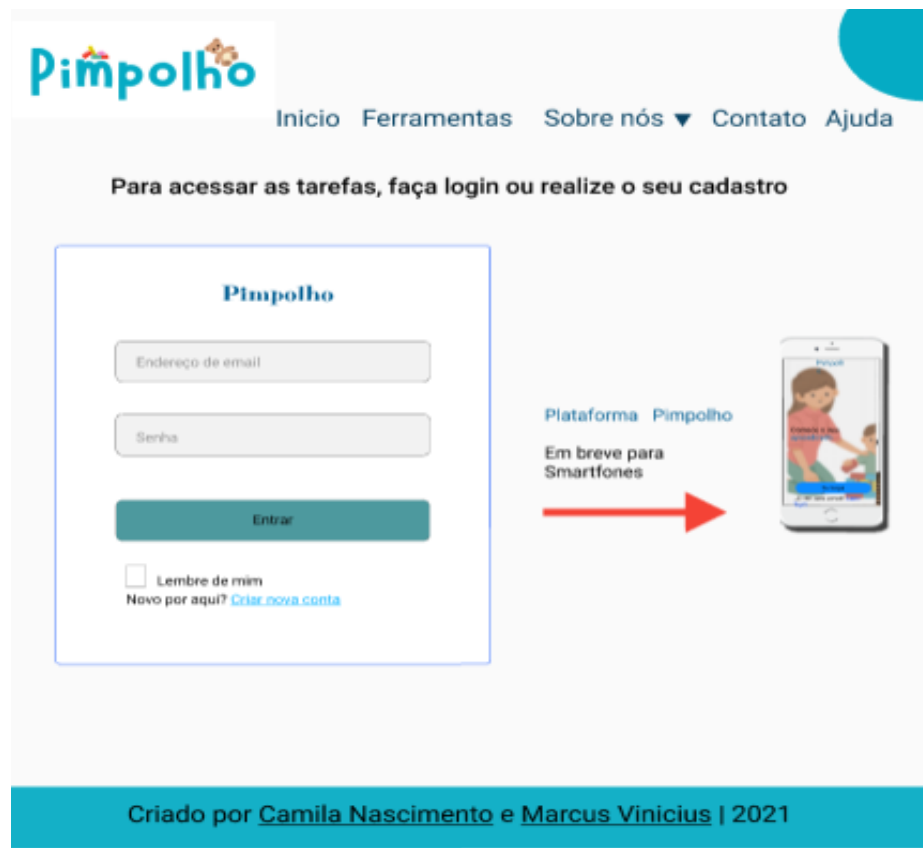 Pimpolho
Inicio Ferramentas Sobre nós ▼ Contato Ajuda
Para acessar as tarefas, faça login ou realize o seu cadastro
Pimpolho
Endereço de email
Senha
Entrar
Lembre de mim
Novo por aqui? Criar nova conta
Plataforma Pimpolho
Em breve para
Smartfones
Criado por Camila Nascimento e Marcus Vinicius | 2021